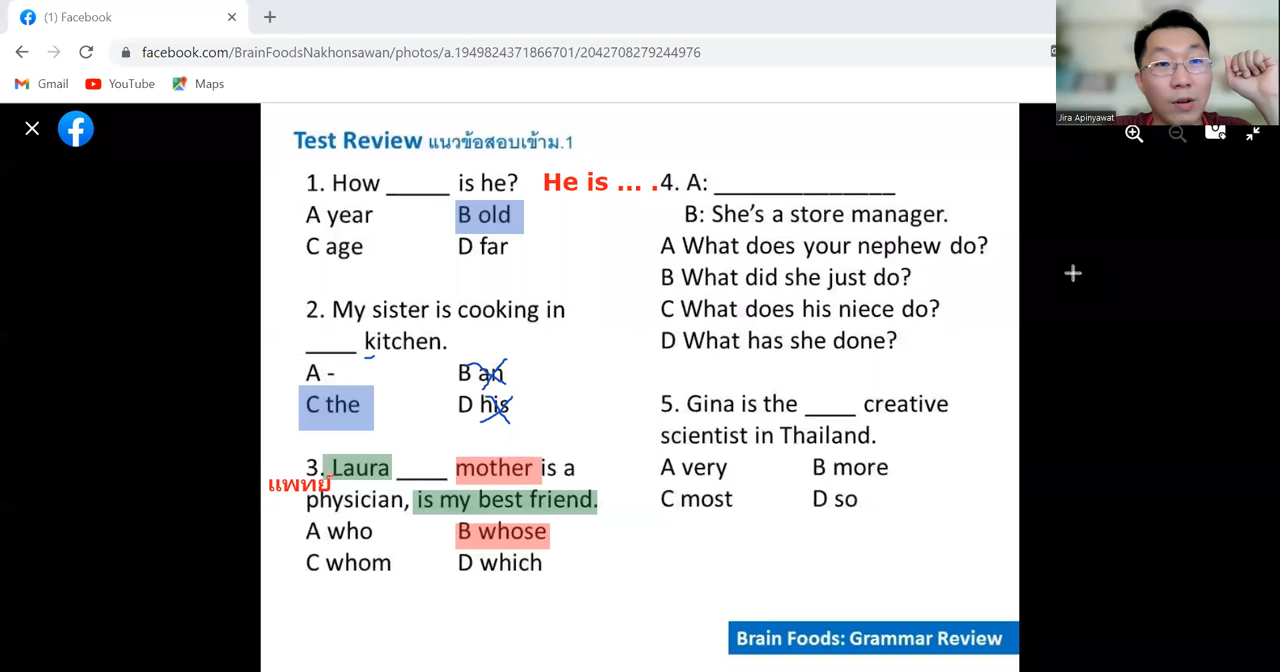 (1) Facebook
facebook.com/BrainFoodsNakhonsawan/photos/a.1949824371866701/2042708279244976
Gmail YouTube Maps
Jira Apinyawat
Test Review แนวข้อสอบเข้าม.1
1. How _____ is he? He is ... .
A year B old
C age D far
2. My sister is cooking in
____ kitchen.
A - B an
C the D his
3. Laura ____ mother is a
แพทย์
physician, is my best friend.
A who B whose
C whom D which
4. A: ______________
B: She's a store manager.
A What does your nephew do?
B What did she just do?
C What does his niece do?
D What has she done?
5. Gina is the ____ creative
scientist in Thailand.
A very B more
C most D so
Brain Foods: Grammar Review